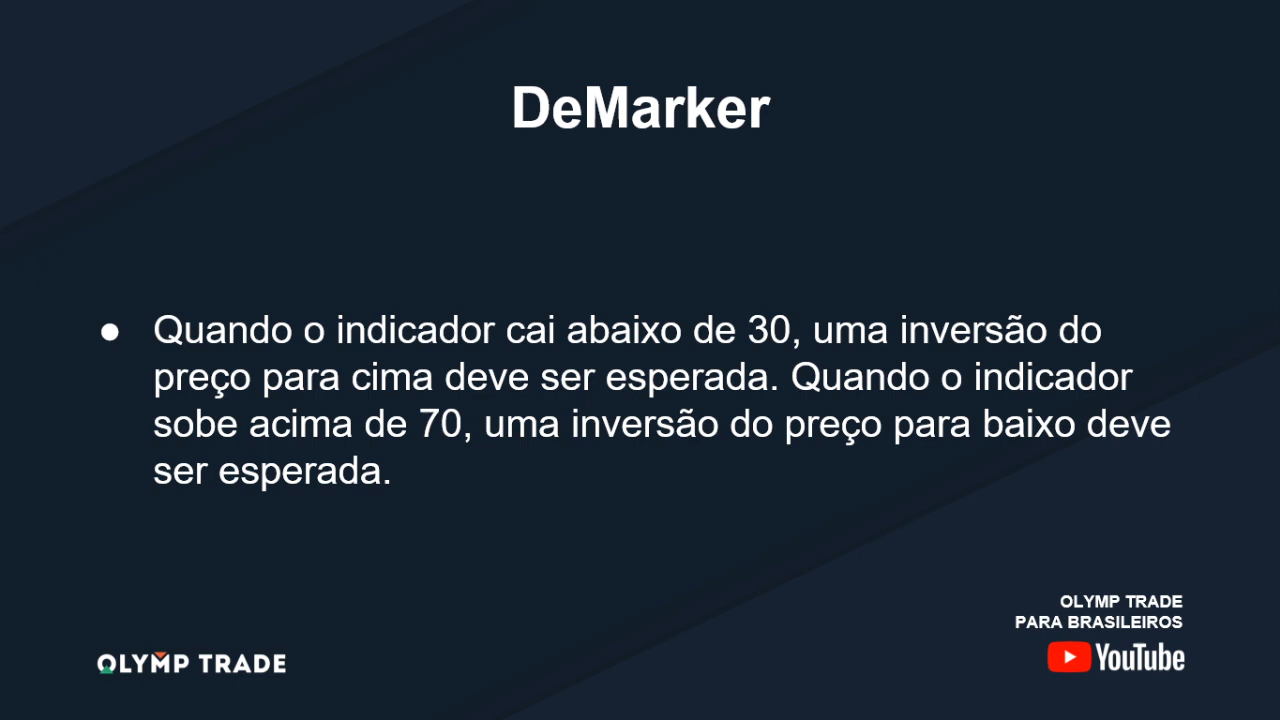 DeMarker
● Quando o indicador cai abaixo de 30, uma inversão do
preço para cima deve ser esperada. Quando o indicador
sobe acima de 70, uma inversão do preço para baixo deve
ser esperada.
OLYMP TRADE
PARA BRASILEIROS
YouTube
OLYMP TRADE